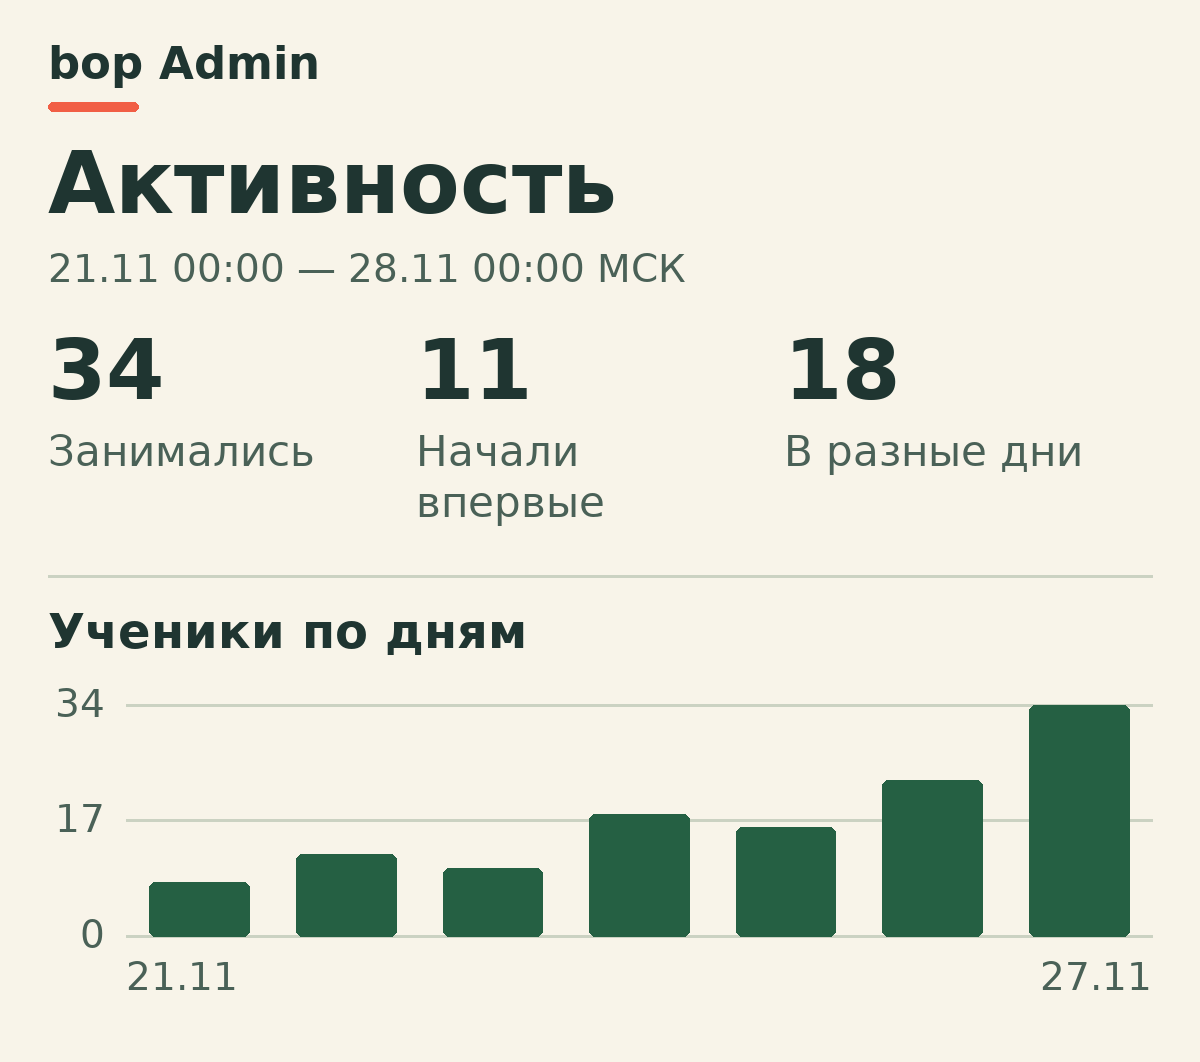 bop Admin
Активность
21.11 00:00 — 28.11 00:00 МСК
34
11
18
Занимались
Начали
впервые
В разные дни
Ученики по дням
34
17
0
21.11
27.11